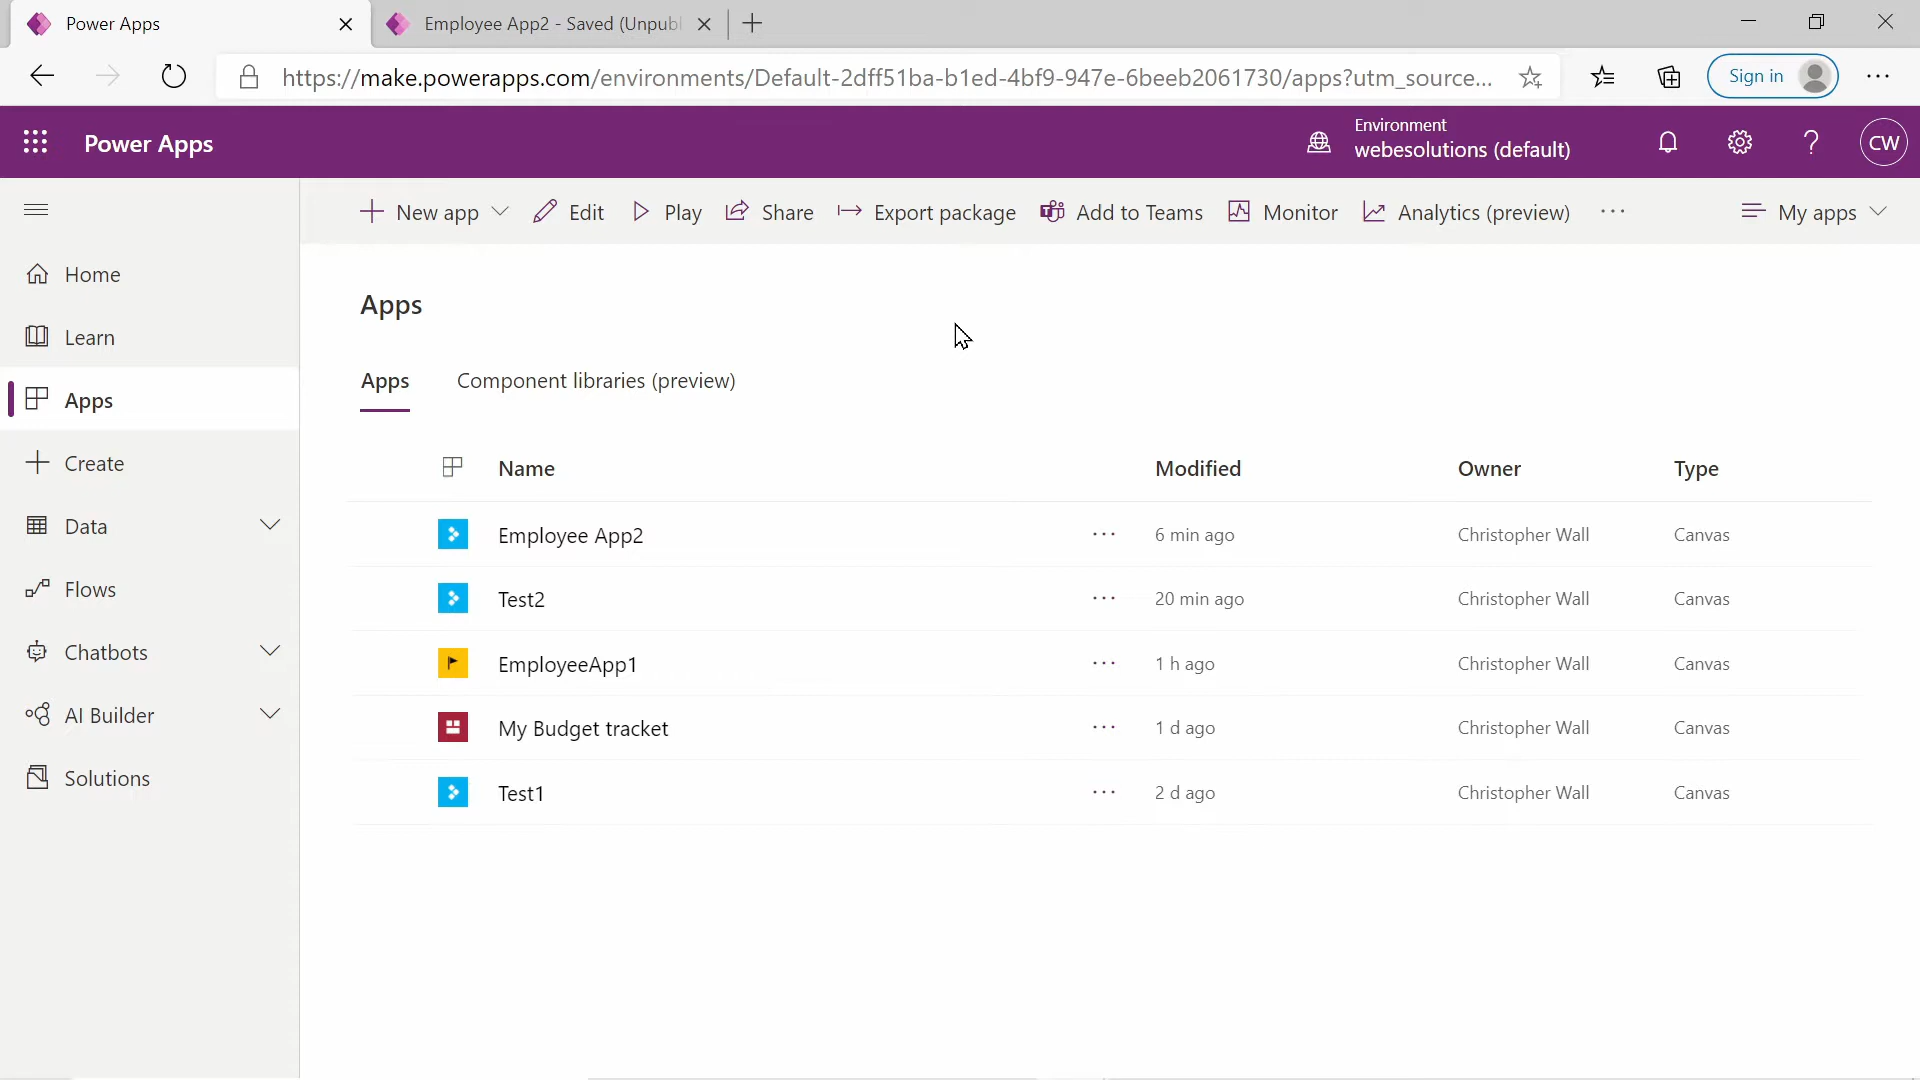 Power Apps
Employee App2 - Saved (Unpubl
https://make.powerapps.com/environments/Default-2dff51ba-b1ed-4bf9-947e-6beeb2061730/apps?utm_source...
Sign in
Power Apps
Environment
webesolutions (default)
CW
New app
Edit
Play
Share
Export package
Add to Teams
Monitor
Analytics (preview)
My apps
Home
Learn
Apps
Create
Data
Flows
Chatbots
AI Builder
Solutions
Apps
Apps Component libraries (preview)
Name Modified Owner Type
Employee App2 ... 6 min ago Christopher Wall Canvas
Test2 ... 20 min ago Christopher Wall Canvas
EmployeeApp1 ... 1 h ago Christopher Wall Canvas
My Budget tracket ... 1 d ago Christopher Wall Canvas
Test1 ... 2 d ago Christopher Wall Canvas